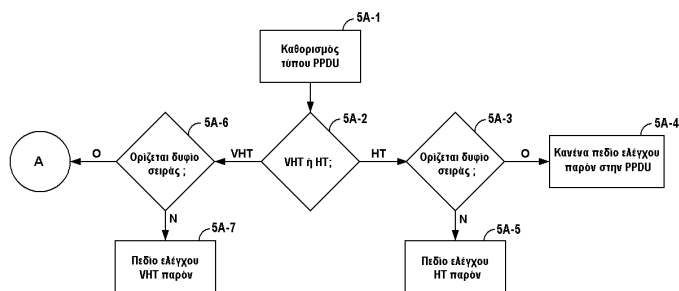 5A-1
Καθορισμός
τύπου PPDU
5A-6
5A-2
5A-3
5A-4
A
O
Ορίζεται δυφίο
σειράς ;
VHT
VHT ή HT;
HT
Ορίζεται δυφίο
σειράς ;
O
Κανένα πεδίο ελέγχου
παρόν στην PPDU
N
5A-7
N
5A-5
Πεδίο ελέγχου
VHT παρόν
Πεδίο ελέγχου
HT παρόν